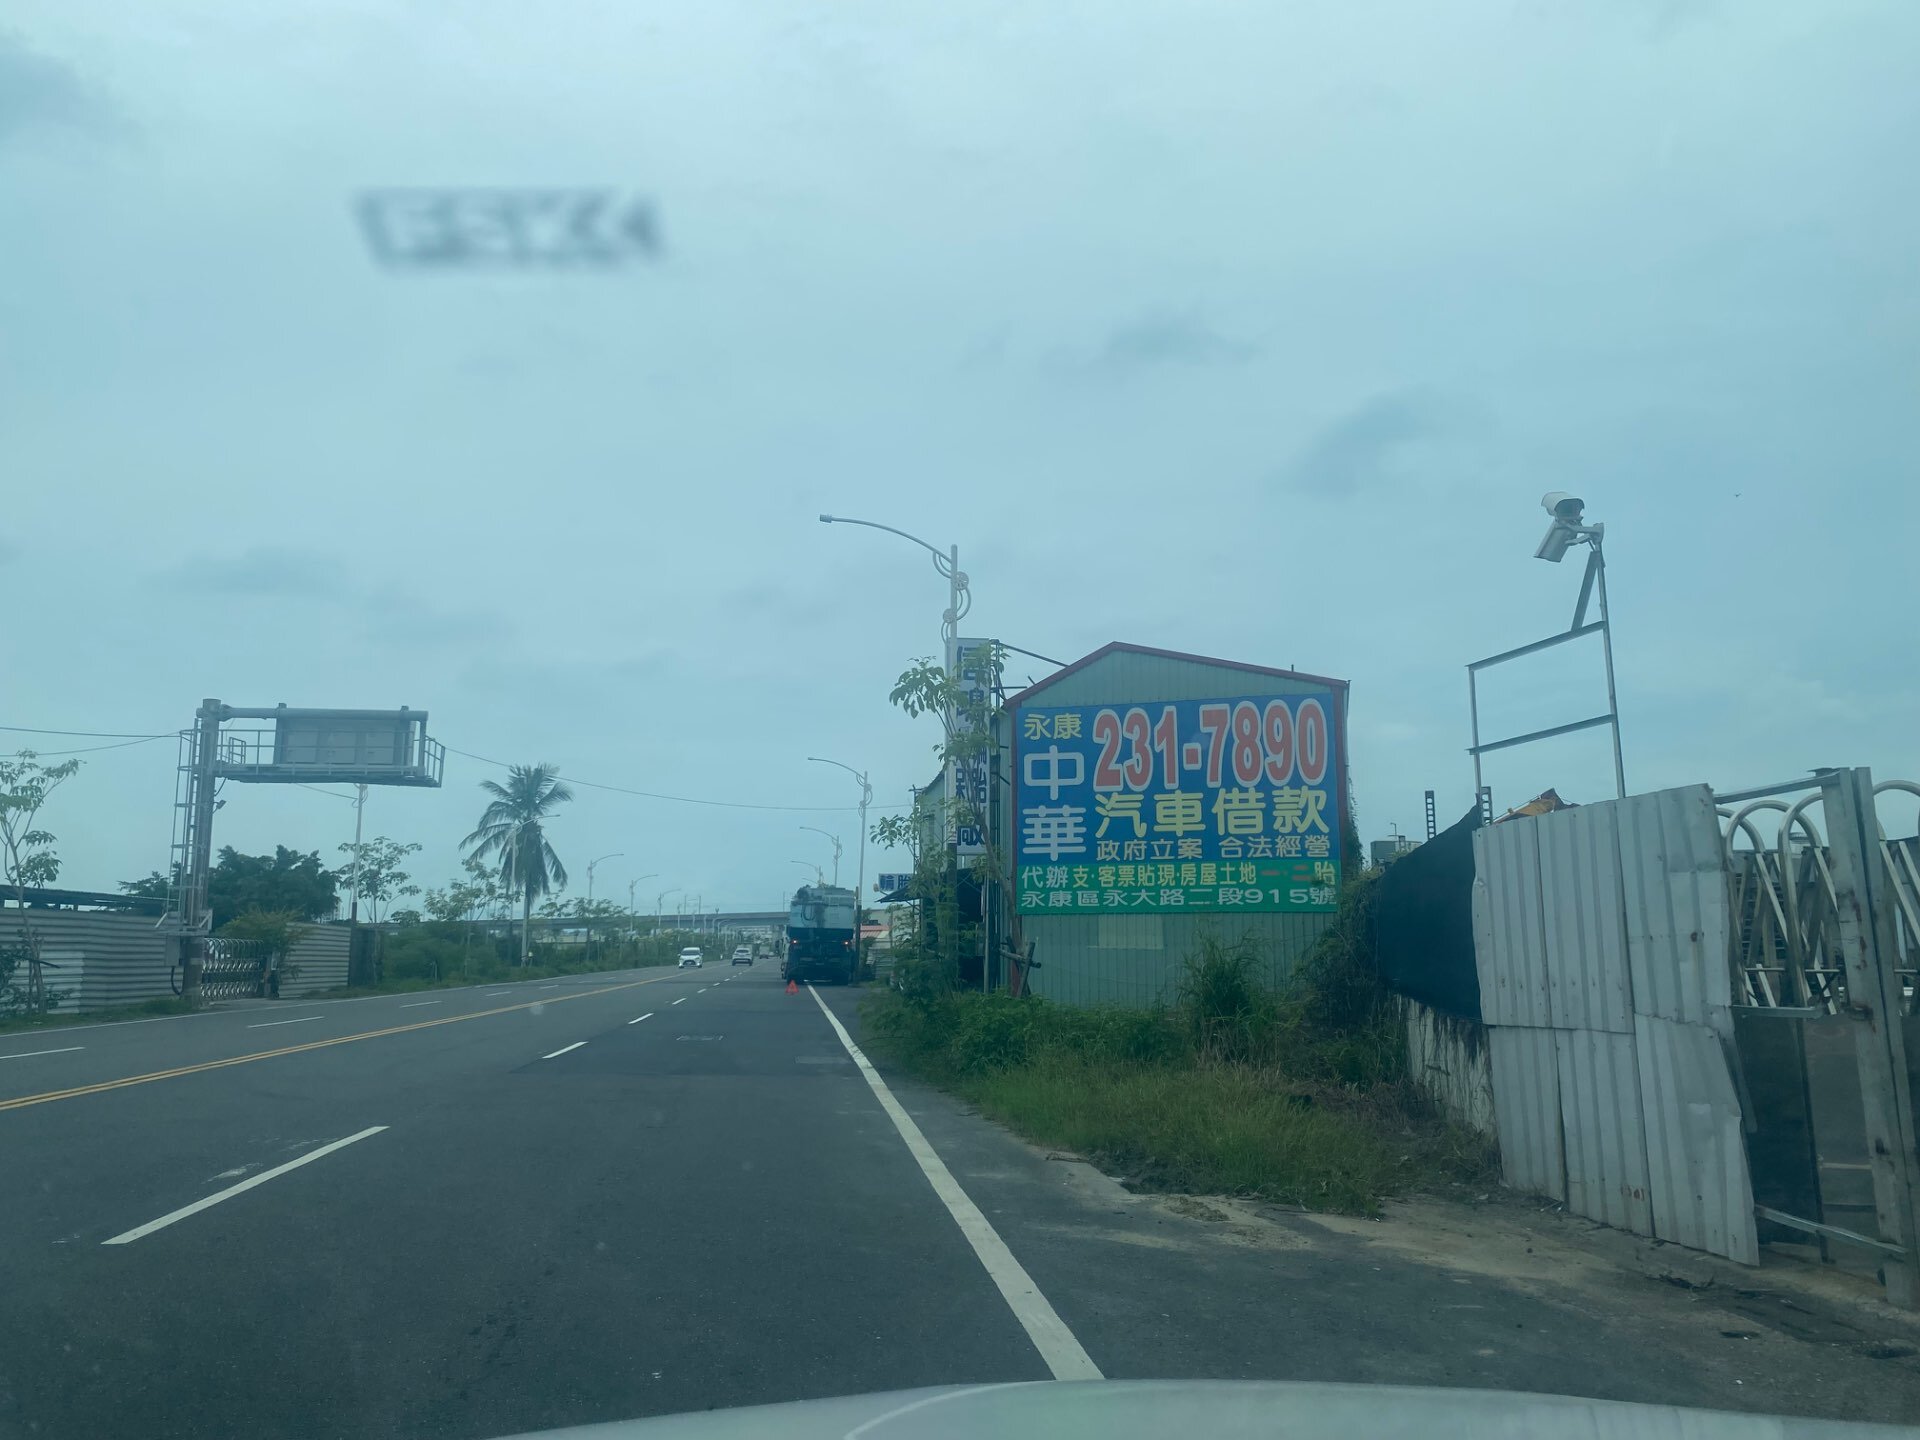 永康
中華
231-7890
汽車借款
政府立案 合法經營
代辦支·客票貼現·房屋土地一·二胎
永康區永大路二段915號